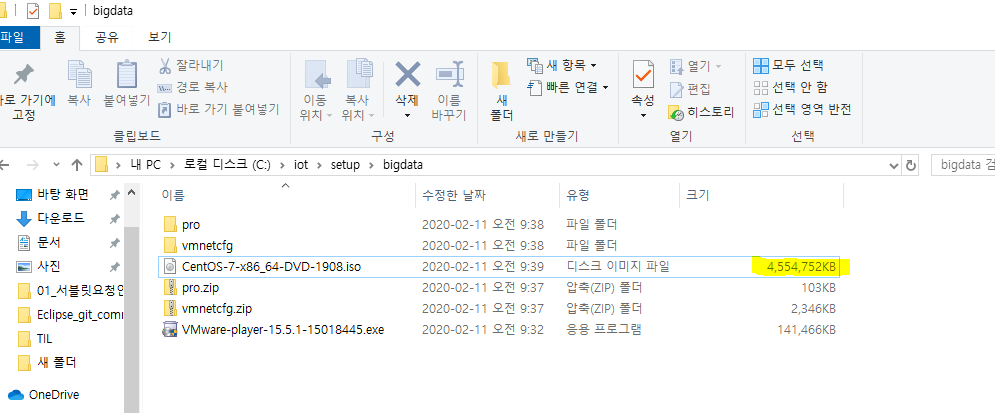 bigdata
파일 홈 공유 보기
바로 가기에 고정
복사
붙여넣기
잘라내기
경로 복사
바로 가기 붙여넣기
클립보드
이동 위치
복사 위치
삭제
이름 바꾸기
구성
새 폴더
새 항목
빠른 연결
새로 만들기
속성
열기
편집
히스토리
열기
모두 선택
선택 안 함
선택 영역 반전
선택
내 PC > 로컬 디스크 (C:) > iot > setup > bigdata
bigdata 검
바탕 화면
다운로드
문서
사진
01_서블릿요청인
Eclipse_git_com
TIL
새 폴더
OneDrive
이름 수정한 날짜 유형 크기
pro 2020-02-11 오전 9:38 파일 폴더
vmnetcfg 2020-02-11 오전 9:38 파일 폴더
CentOS-7-x86_64-DVD-1908.iso 2020-02-11 오전 9:39 디스크 이미지 파일 4,554,752KB
pro.zip 2020-02-11 오전 9:37 압축(ZIP) 폴더 103KB
vmnetcfg.zip 2020-02-11 오전 9:37 압축(ZIP) 폴더 2,346KB
VMware-player-15.5.1-15018445.exe 2020-02-11 오전 9:32 응용 프로그램 141,466KB